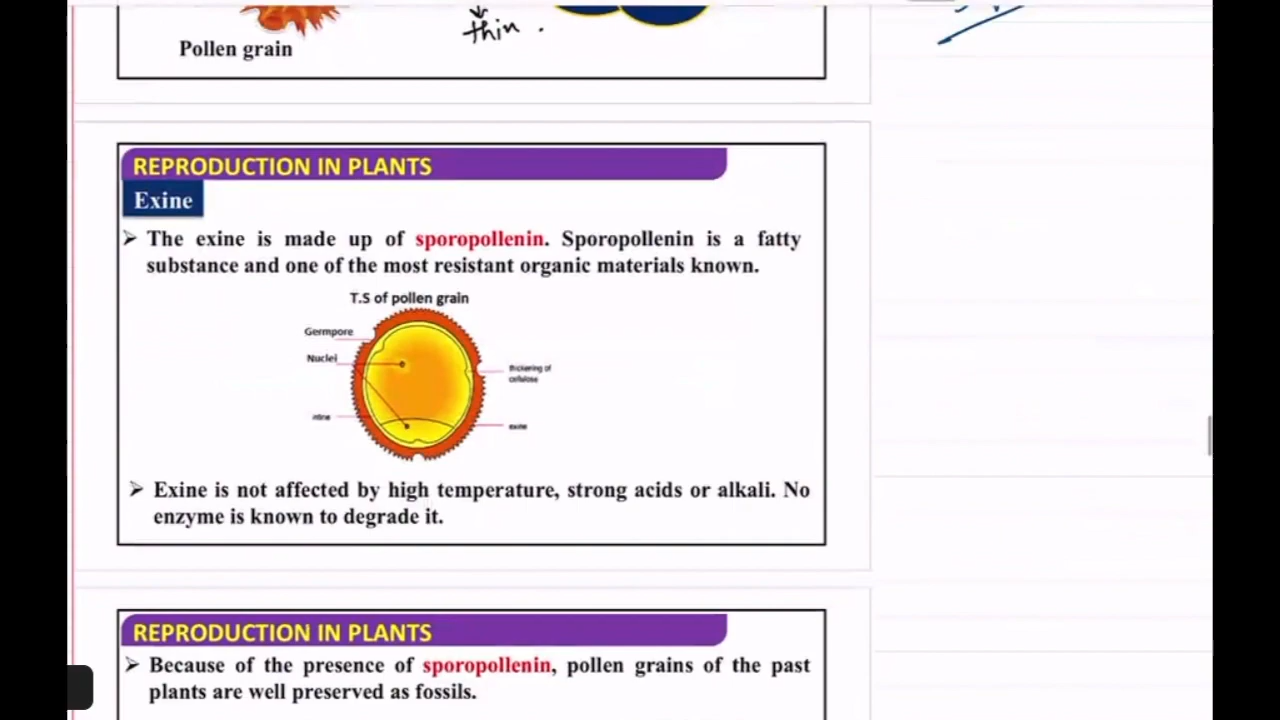 thin .
Pollen grain
REPRODUCTION IN PLANTS
Exine
➢ The exine is made up of sporopollenin. Sporopollenin is a fatty
substance and one of the most resistant organic materials known.
T.S of pollen grain
Germpore
Nuclei
thickering of
cellulose
intine
exine
➢ Exine is not affected by high temperature, strong acids or alkali. No
enzyme is known to degrade it.
REPRODUCTION IN PLANTS
➢ Because of the presence of sporopollenin, pollen grains of the past
plants are well preserved as fossils.